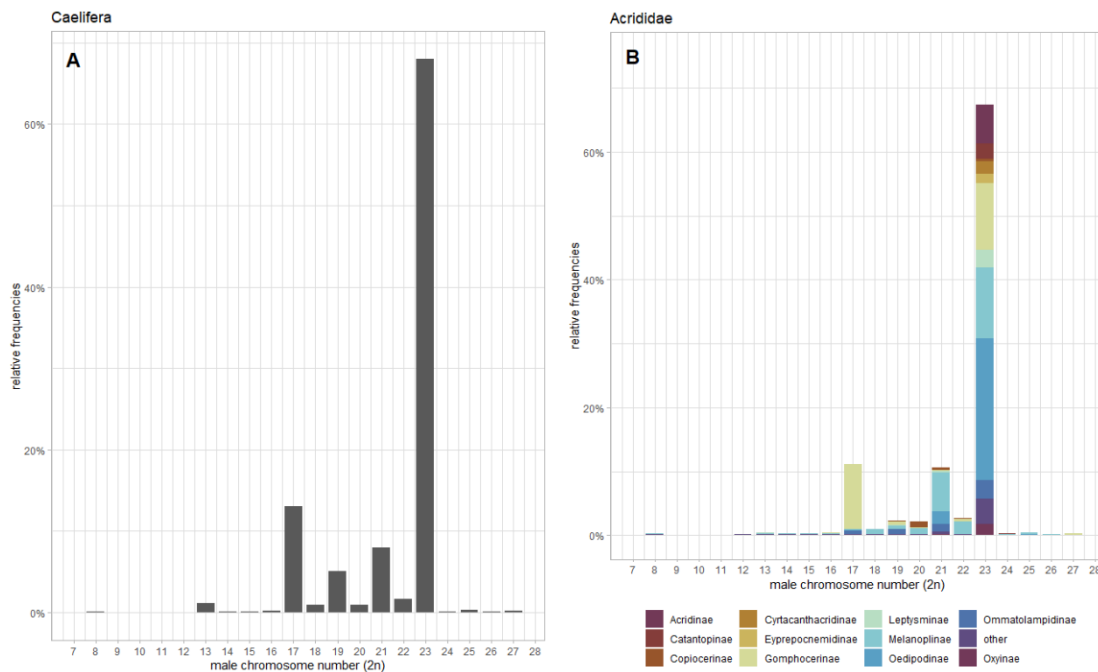 Caelifera
A
60%
40%
20%
0%
relative frequencies
7 8 9 10 11 12 13 14 15 16 17 18 19 20 21 22 23 24 25 26 27 28
male chromosome number (2n)
Acrididae
B
60%
40%
20%
0%
relative frequencies
7 8 9 10 11 12 13 14 15 16 17 18 19 20 21 22 23 24 25 26 27 28
male chromosome number (2n)
Acridinae Cyrtacanthacridinae Leptysminae Ommatolampidinae
Catantopinae Eyprepocnemidinae Melanoplinae other
Copiocerinae Gomphocerinae Oedipodinae Oxyinae